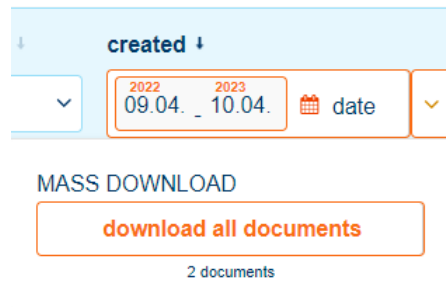 created
2022 2023
09.04. - 10.04. date
MASS DOWNLOAD
download all documents
2 documents